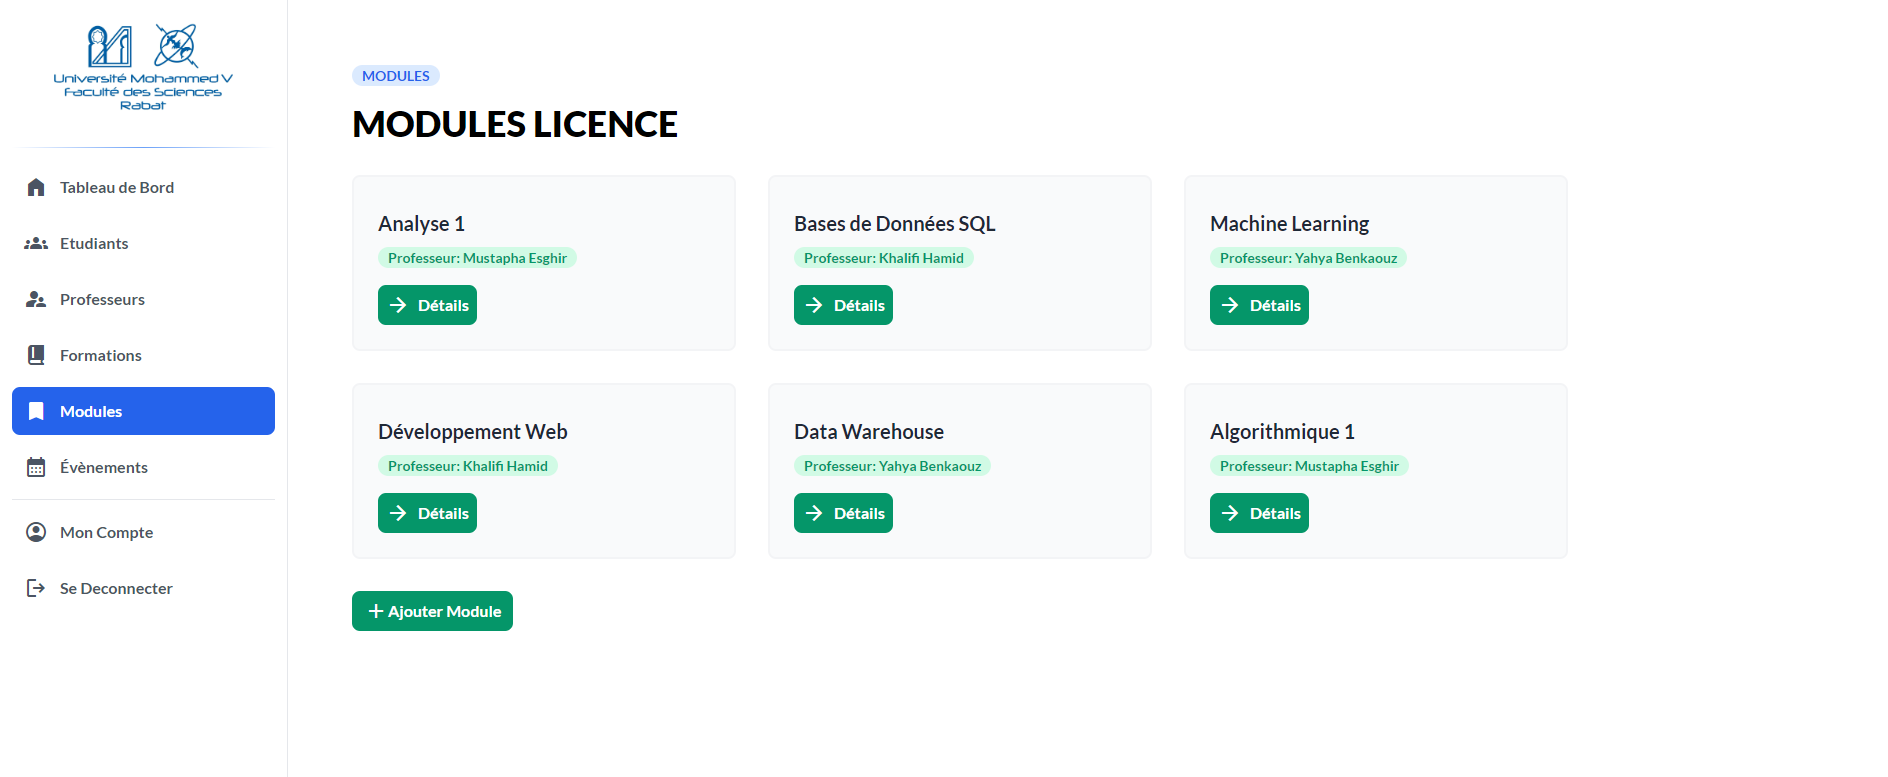 Université Mohammed V
Faculté des Sciences
Rabat
Tableau de Bord
Etudiants
Professeurs
Formations
Modules
Évènements
Mon Compte
Se Deconnecter
MODULES
MODULES LICENCE
Analyse 1
Professeur: Mustapha Esghir
Détails
Bases de Données SQL
Professeur: Khalifi Hamid
Détails
Machine Learning
Professeur: Yahya Benkaouz
Détails
Développement Web
Professeur: Khalifi Hamid
Détails
Data Warehouse
Professeur: Yahya Benkaouz
Détails
Algorithmique 1
Professeur: Mustapha Esghir
Détails
Ajouter Module